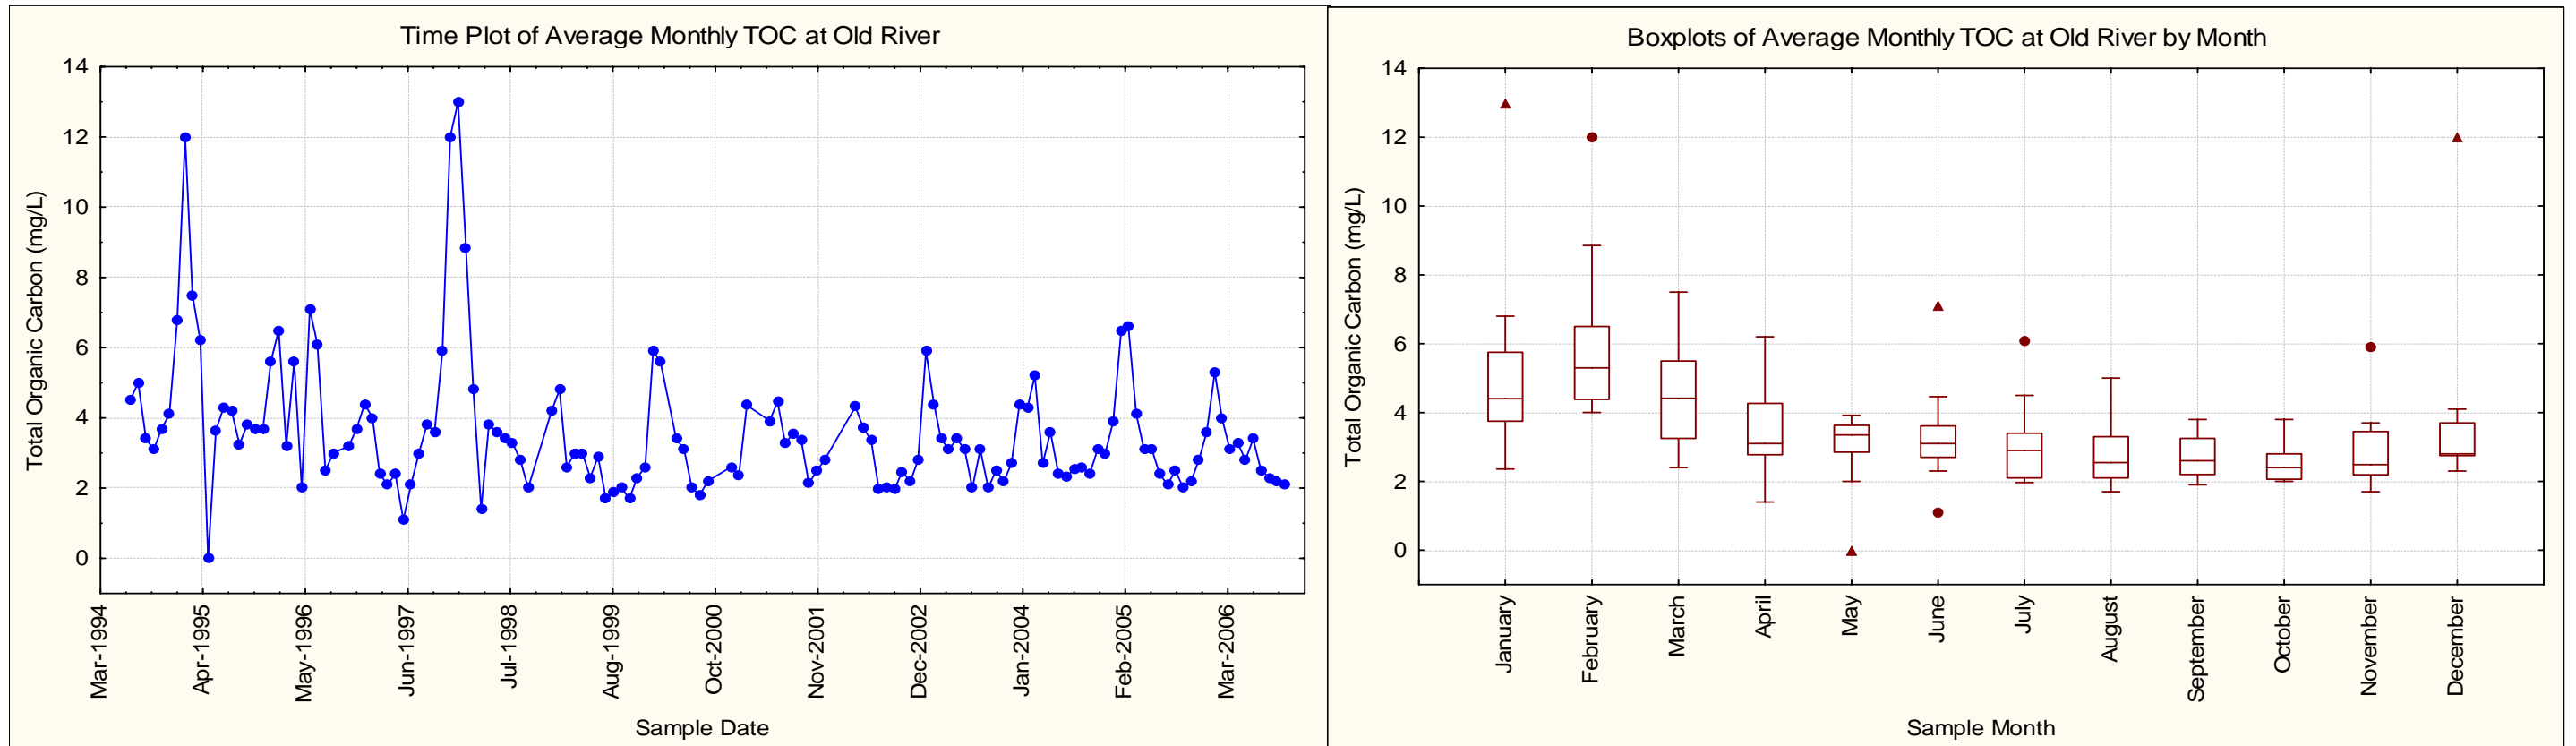 Time Plot of Average Monthly TOC at Old River
14
12
10
8
6
4
2
0
Total Organic Carbon (mg/L)
Mar-1994
Apr-1995
May-1996
Jun-1997
Jul-1998
Aug-1999
Oct-2000
Nov-2001
Dec-2002
Jan-2004
Feb-2005
Mar-2006
Sample Date
Boxplots of Average Monthly TOC at Old River by Month
14
12
10
8
6
4
2
0
Total Organic Carbon (mg/L)
January
February
March
April
May
June
July
August
September
October
November
December
Sample Month